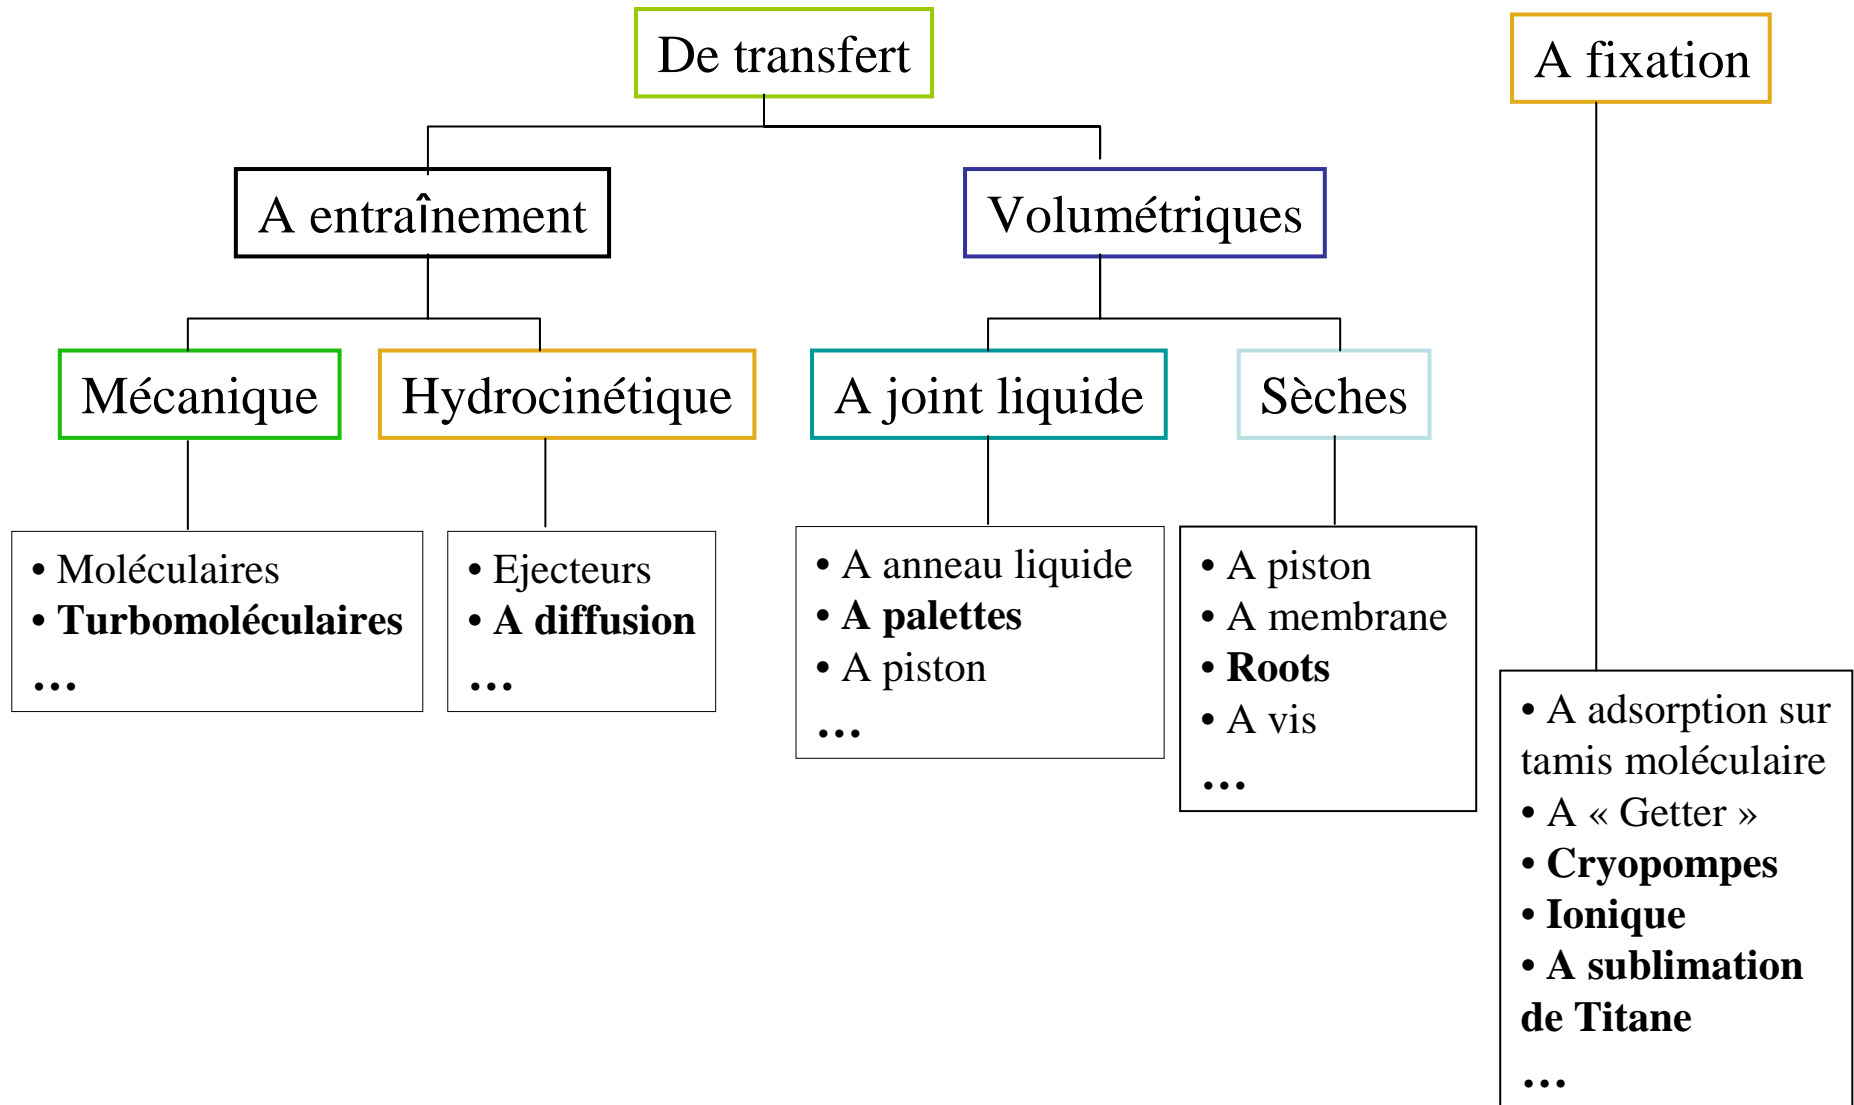 De transfert
A fixation
A entraînement
Volumétriques
Mécanique
Hydrocinétique
A joint liquide
Sèches
• Moléculaires
• Turbomoléculaires
...
• Ejecteurs
• A diffusion
...
• A anneau liquide
• A palettes
• A piston
...
• A piston
• A membrane
• Roots
• A vis
...
• A adsorption sur
tamis moléculaire
• A « Getter »
• Cryopompes
• Ionique
• A sublimation
de Titane
...